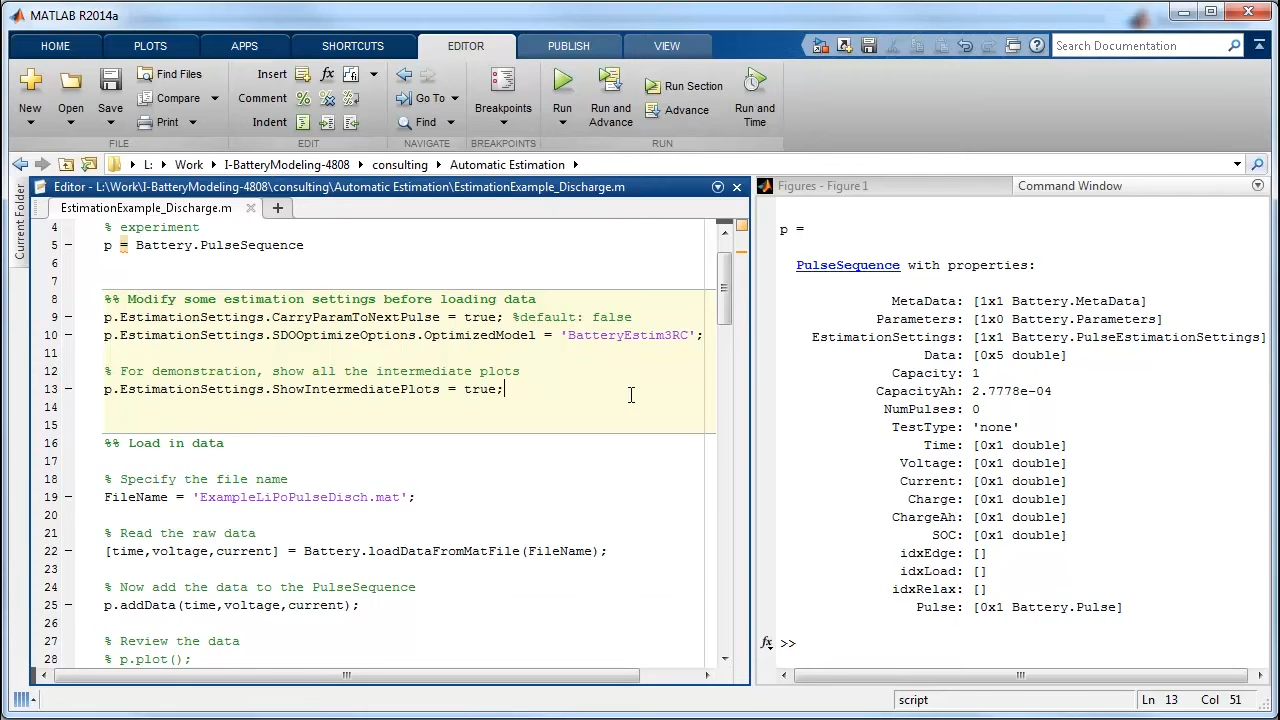 MATLAB R2014a
HOME PLOTS APPS SHORTCUTS EDITOR PUBLISH VIEW Search Documentation
New Open Save Find Files Compare Print
Insert Comment Indent
Go To Find
Breakpoints
Run Run and Advance Run Section Advance Run and Time
FILE EDIT NAVIGATE BREAKPOINTS RUN
L: Work I-BatteryModeling-4808 consulting Automatic Estimation
Current Folder
Editor - L:\Work\I-BatteryModeling-4808\consulting\Automatic Estimation\EstimationExample_Discharge.m
EstimationExample_Discharge.m
4 % experiment
5 p = Battery.PulseSequence
6
7
8 %% Modify some estimation settings before loading data
9 p.EstimationSettings.CarryParamToNextPulse = true; %default: false
10 p.EstimationSettings.SDOOptimizeOptions.OptimizedModel = 'BatteryEstim3RC';
11
12 % For demonstration, show all the intermediate plots
13 p.EstimationSettings.ShowIntermediatePlots = true;
14
15
16 %% Load in data
17
18 % Specify the file name
19 FileName = 'ExampleLiPoPulseDisch.mat';
20
21 % Read the raw data
22 [time,voltage,current] = Battery.loadDataFromMatFile(FileName);
23
24 % Now add the data to the PulseSequence
25 p.addData(time,voltage,current);
26
27 % Review the data
28 % p.plot();
Figures - Figure 1 Command Window
p =
PulseSequence with properties:
MetaData: [1x1 Battery.MetaData]
Parameters: [1x0 Battery.Parameters]
EstimationSettings: [1x1 Battery.PulseEstimationSettings]
Data: [0x5 double]
Capacity: 1
CapacityAh: 2.7778e-04
NumPulses: 0
TestType: 'none'
Time: [0x1 double]
Voltage: [0x1 double]
Current: [0x1 double]
Charge: [0x1 double]
ChargeAh: [0x1 double]
SOC: [0x1 double]
idxEdge: []
idxLoad: []
idxRelax: []
Pulse: [0x1 Battery.Pulse]
fx >>
script Ln 13 Col 51